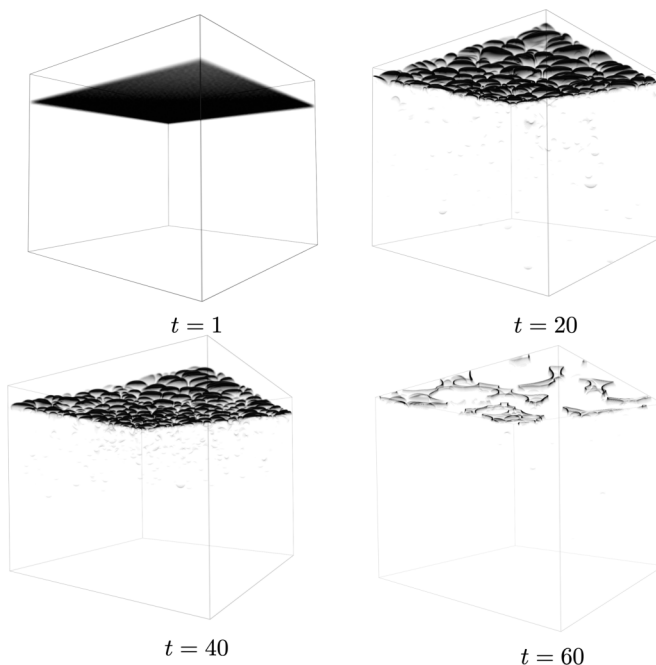 t = 1
t = 20
t = 40
t = 60